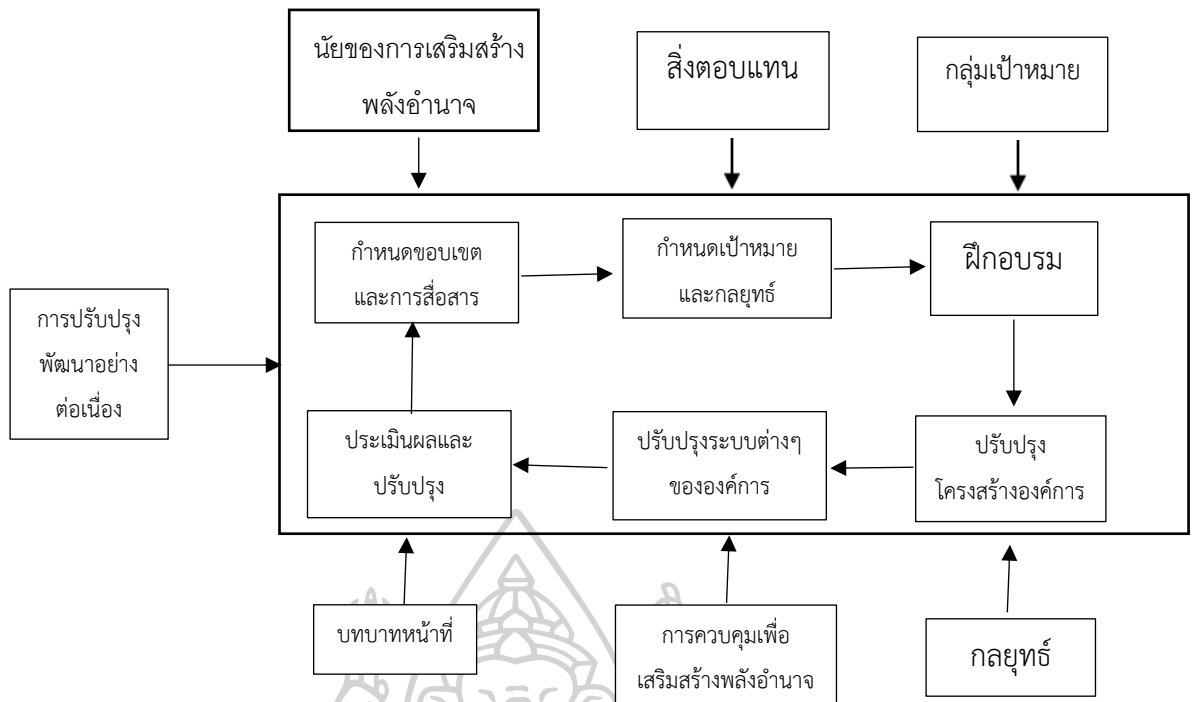 นัยของการเสริมสร้าง
พลังอำนาจ
สิ่งตอบแทน
กลุ่มเป้าหมาย
กำหนดขอบเขต
และการสื่อสาร
กำหนดเป้าหมาย
และกลยุทธ์
ฝึกอบรม
การปรับปรุง
พัฒนาอย่าง
ต่อเนื่อง
ประเมินผลและ
ปรับปรุง
ปรับปรุงระบบต่างๆ
ขององค์การ
ปรับปรุง
โครงสร้างองค์การ
บทบาทหน้าที่
การควบคุมเพื่อ
เสริมสร้างพลังอำนาจ
กลยุทธ์